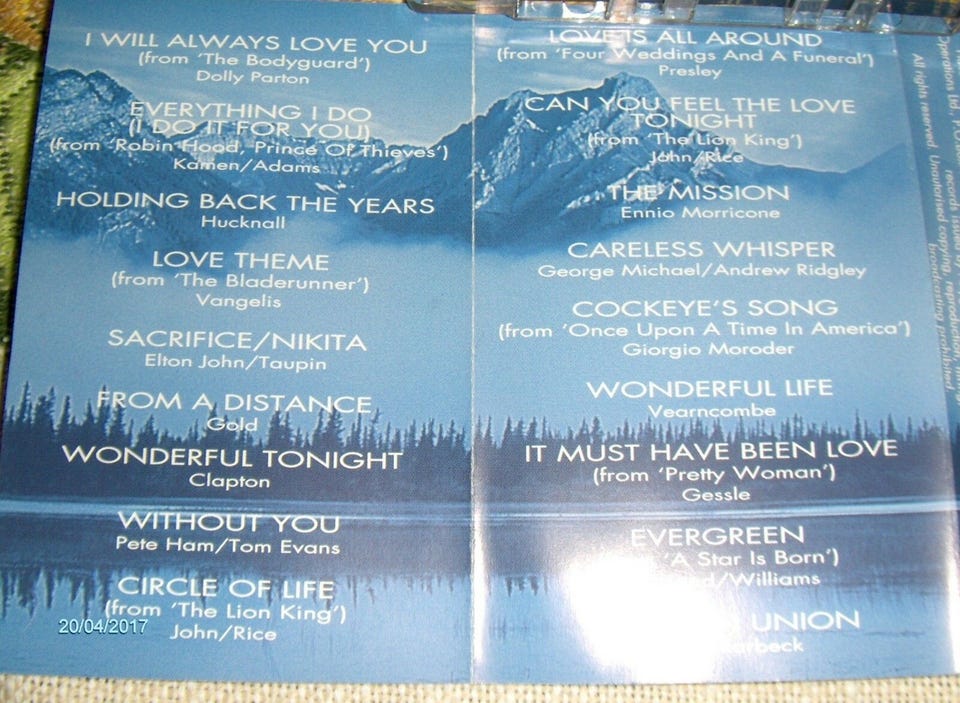 I WILL ALWAYS LOVE YOU
(from 'The Bodyguard')
Dolly Parton
EVERYTHING I DO
(I DO IT FOR YOU)
(from 'Robin Hood, Prince Of Thieves')
Kamen/Adams
HOLDING BACK THE YEARS
Hucknall
LOVE THEME
(from 'The Bladerunner')
Vangelis
SACRIFICE/NIKITA
Elton John/Taupin
FROM A DISTANCE
Gold
WONDERFUL TONIGHT
Clapton
WITHOUT YOU
Pete Ham/Tom Evans
CIRCLE OF LIFE
(from 'The Lion King')
John/Rice
20/04/2017
LOVE IS ALL AROUND
(from 'Four Weddings And A Funeral')
Presley
CAN YOU FEEL THE LOVE
TONIGHT
(from 'The Lion King')
John/Rice
THE MISSION
Ennio Morricone
CARELESS WHISPER
George Michael/Andrew Ridgley
COCKEYE'S SONG
(from 'Once Upon A Time In America')
Giorgio Moroder
WONDERFUL LIFE
Vearncombe
IT MUST HAVE BEEN LOVE
(from 'Pretty Woman')
Gessle
EVERGREEN
'A Star Is Born')
/Williams
UNION
records issued by
All rights reserved. Unauthorised copying, reproduction,
broadcasting prohibited.